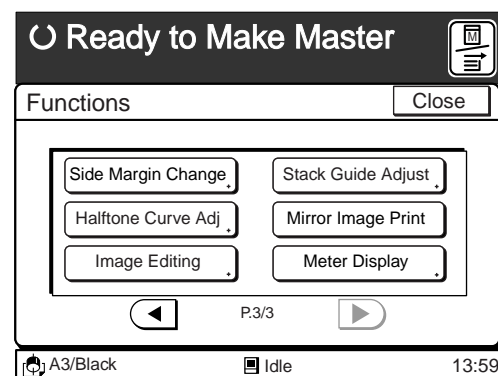 Ready to Make Master
M
Functions
Close
Side Margin Change
Stack Guide Adjust
Halftone Curve Adj
Mirror Image Print
Image Editing
Meter Display
P.3/3
A3/Black
Idle
13:59